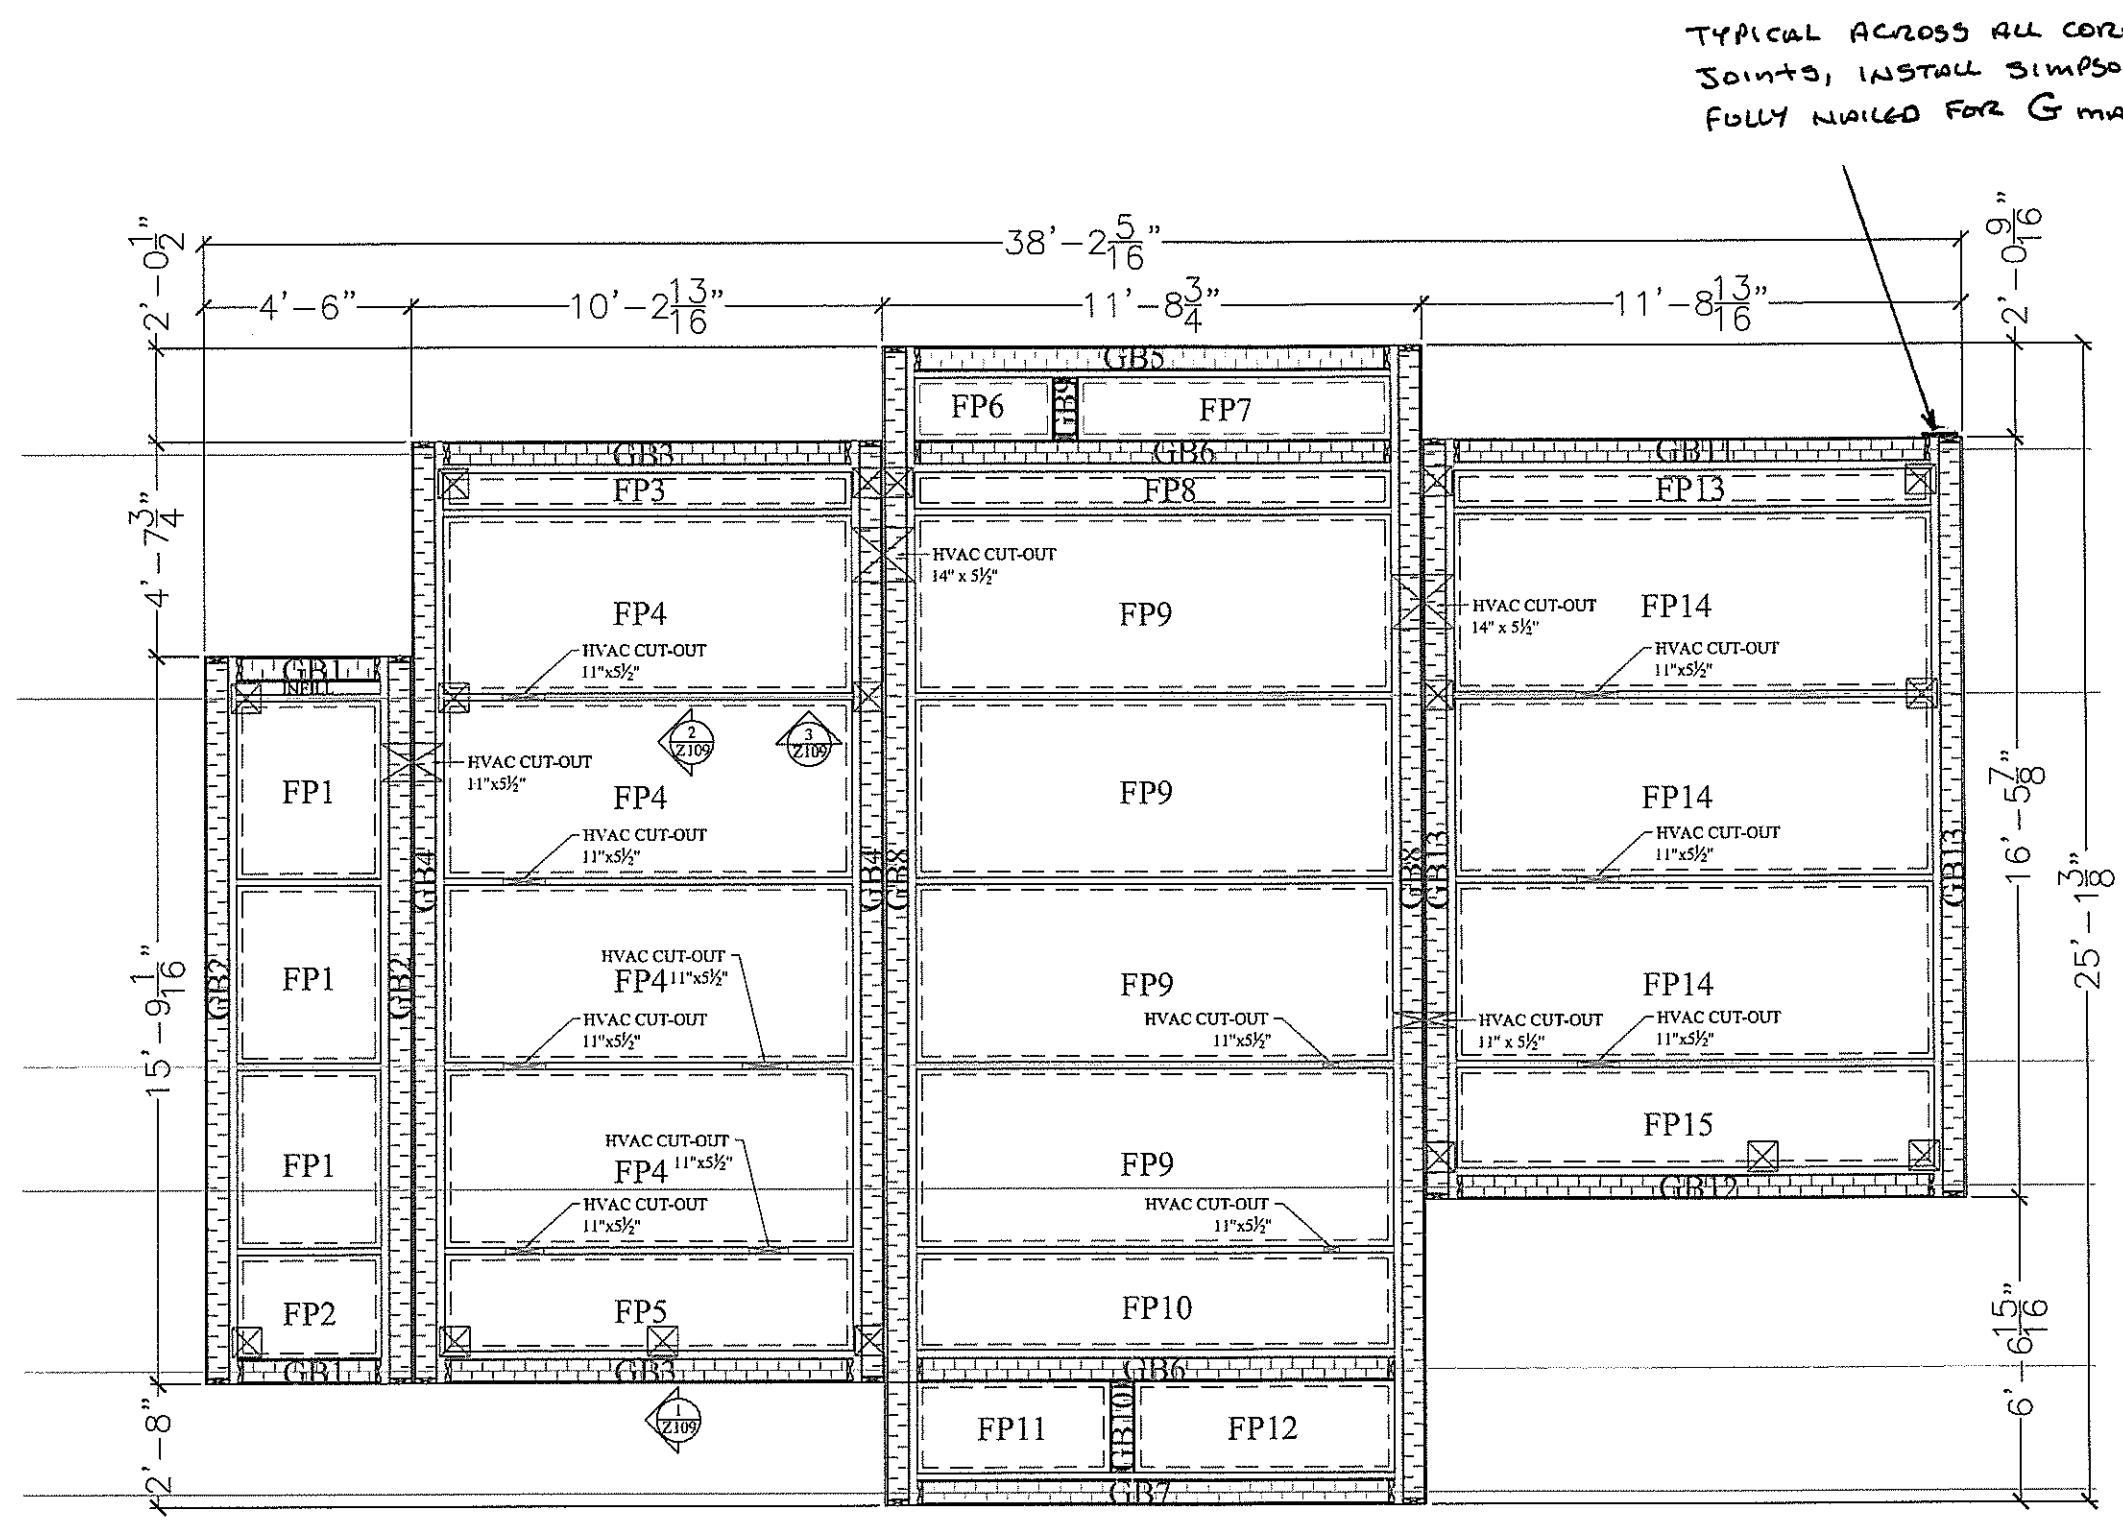 TYPICAL ACROSS ALL
JOINTS, INSTALL
FULLY NAILED FOR G
38'-2 5/16"
2'-0 1/2"
2'-0 9/16"
4'-6"
10'-2 13/16"
11'-8 3/4"
11'-8 13/16"
GB5
FP6
GB9
FP7
GB3
GB6
GB11
FP3
FP8
FP13
4'-7 3/4"
HVAC CUT-OUT
14" x 5½"
FP4
FP9
HVAC CUT-OUT
14" x 5½"
FP14
HVAC CUT-OUT
11"x5½"
HVAC CUT-OUT
11"x5½"
GB1
INFILL
2
Z109
3
Z109
HVAC CUT-OUT
11"x5½"
FP1
FP4
FP9
FP14
HVAC CUT-OUT
11"x5½"
HVAC CUT-OUT
11"x5½"
16'-5 7/8"
25'-1 3/8"
GB4
GB4
GB8
GB8
GB13
GB13
GB2
GB2
15'-9 1/16"
HVAC CUT-OUT
11"x5½"
FP1
FP4
FP9
FP14
HVAC CUT-OUT
11"x5½"
HVAC CUT-OUT
11"x5½"
HVAC CUT-OUT
11" x 5½"
HVAC CUT-OUT
11"x5½"
FP15
HVAC CUT-OUT
11"x5½"
FP1
FP4
FP9
GB12
HVAC CUT-OUT
11"x5½"
HVAC CUT-OUT
11"x5½"
FP2
FP5
FP10
6'-6 15/16"
GB1
GB3
GB6
2'-8"
1
Z109
FP11
GB10
FP12
GB7